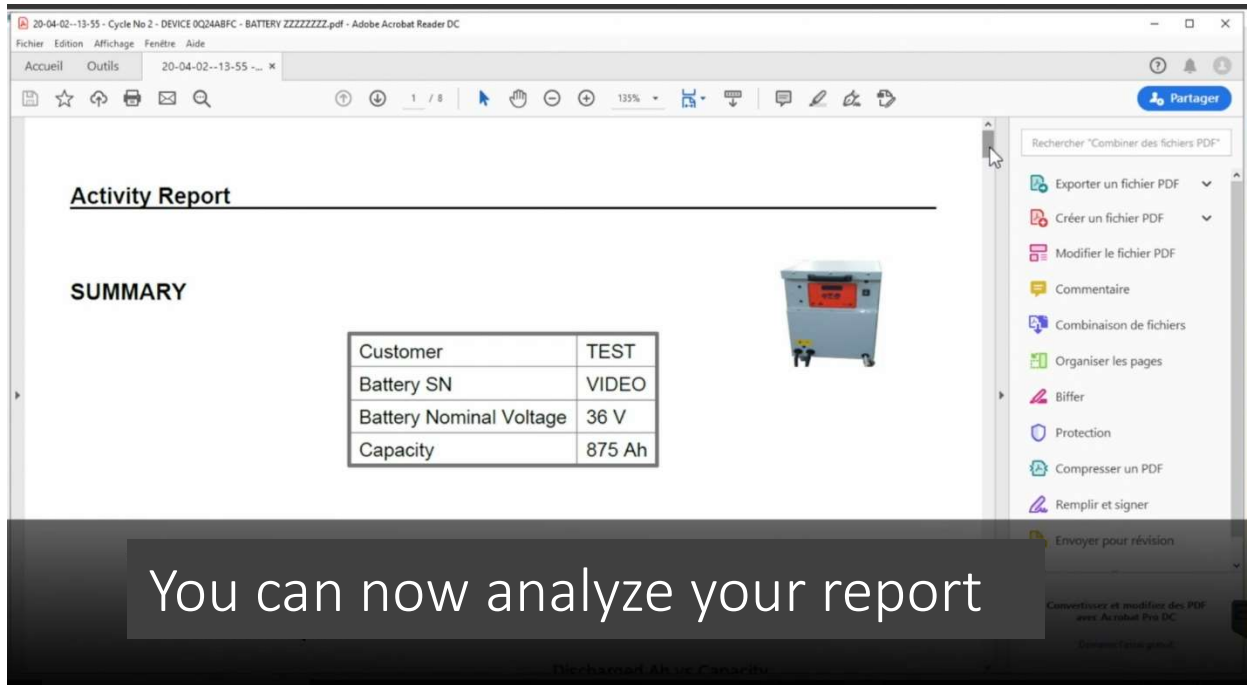 20-04-02--13-55 - Cycle No 2 - DEVICE 0Q24ABFC - BATTERY ZZZZZZZZ.pdf - Adobe Acrobat Reader DC
Fichier Edition Affichage Fenêtre Aide
Accueil Outils 20-04-02--13-55 -... ×
1 / 8 135% Partager
Rechercher "Combiner des fichiers PDF"
Activity Report
SUMMARY
Customer TEST
Battery SN VIDEO
Battery Nominal Voltage 36 V
Capacity 875 Ah
Exporter un fichier PDF
Créer un fichier PDF
Modifier le fichier PDF
Commentaire
Combinaison de fichiers
Organiser les pages
Biffer
Protection
Compresser un PDF
Remplir et signer
Envoyer pour révision
Convertissez et modifiez des PDF
avec Acrobat Pro DC
You can now analyze your report
Discharged Ah vs Capacity